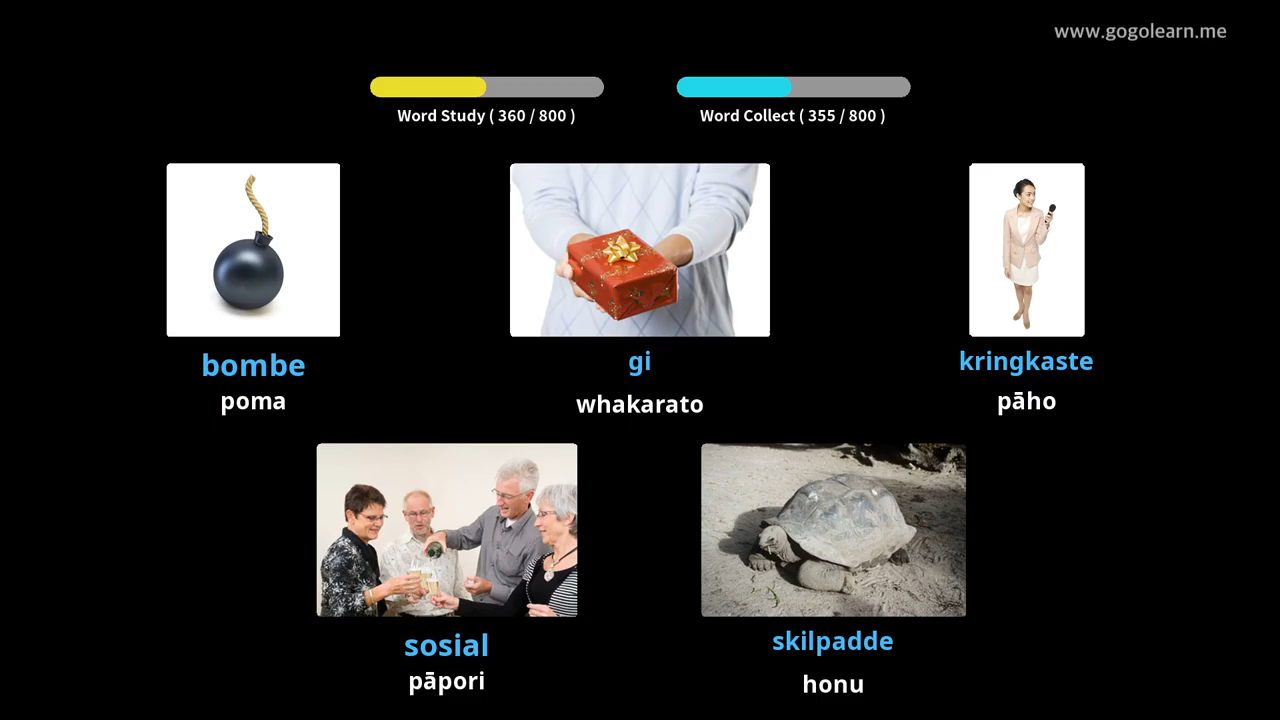 www.gogolearn.me
Word Study ( 360 / 800 )
Word Collect ( 355 / 800 )
bombe
poma
gi
whakarato
kringkaste
pāho
sosial
pāpori
skilpadde
honu